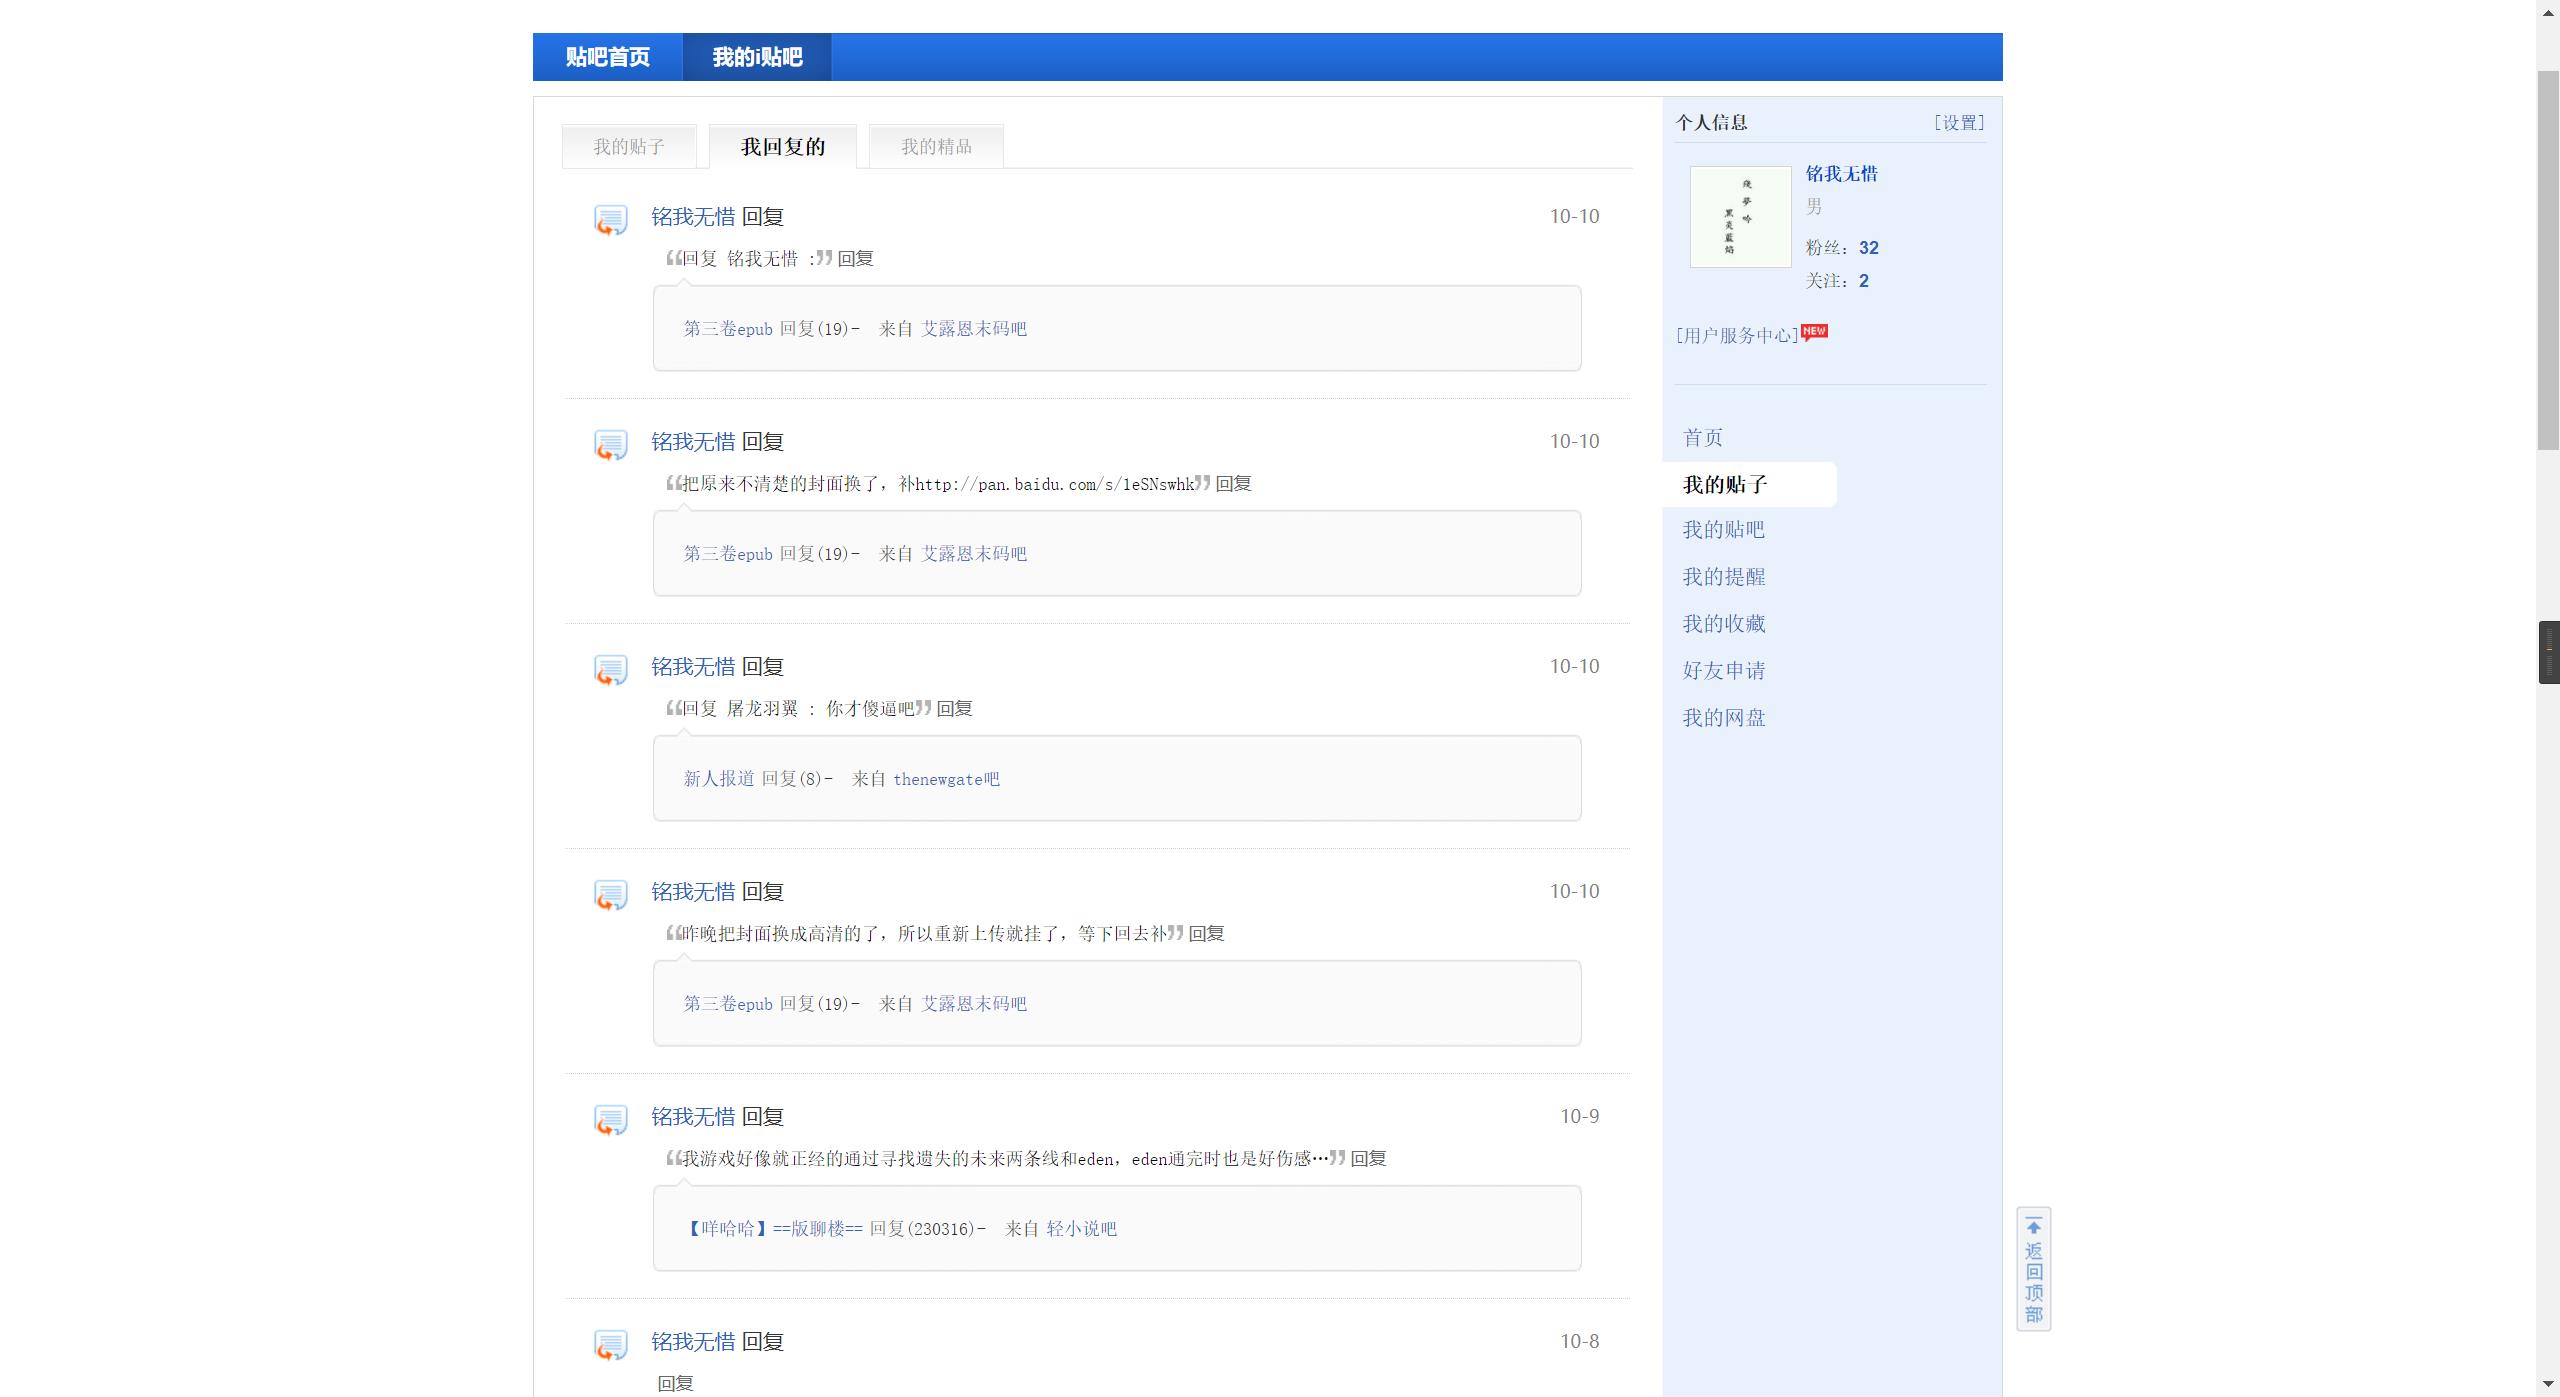 贴吧首页 我的i贴吧
我的贴子 我回复的 我的精品
铭我无惜 回复 10-10
“回复 铭我无惜 :” 回复
第三卷epub 回复(19)- 来自 艾露恩末码吧
铭我无惜 回复 10-10
“把原来不清楚的封面换了，补http://pan.baidu.com/s/1eSNswhk” 回复
第三卷epub 回复(19)- 来自 艾露恩末码吧
铭我无惜 回复 10-10
“回复 屠龙羽翼 : 你才傻逼吧” 回复
新人报道 回复(8)- 来自 thenewgate吧
铭我无惜 回复 10-10
“昨晚把封面换成高清的了，所以重新上传就挂了，等下回去补” 回复
第三卷epub 回复(19)- 来自 艾露恩末码吧
铭我无惜 回复 10-9
“我游戏好像就正经的通过寻找遗失的未来两条线和eden，eden通完时也是好伤感…” 回复
【咩哈哈】==版聊楼== 回复(230316)- 来自 轻小说吧
铭我无惜 回复 10-8
回复
个人信息 [设置]
残夢吟
黑炎蓝焰
铭我无惜
男
粉丝：32
关注：2
[用户服务中心] NEW
首页
我的贴子
我的贴吧
我的提醒
我的收藏
好友申请
我的网盘
返回顶部